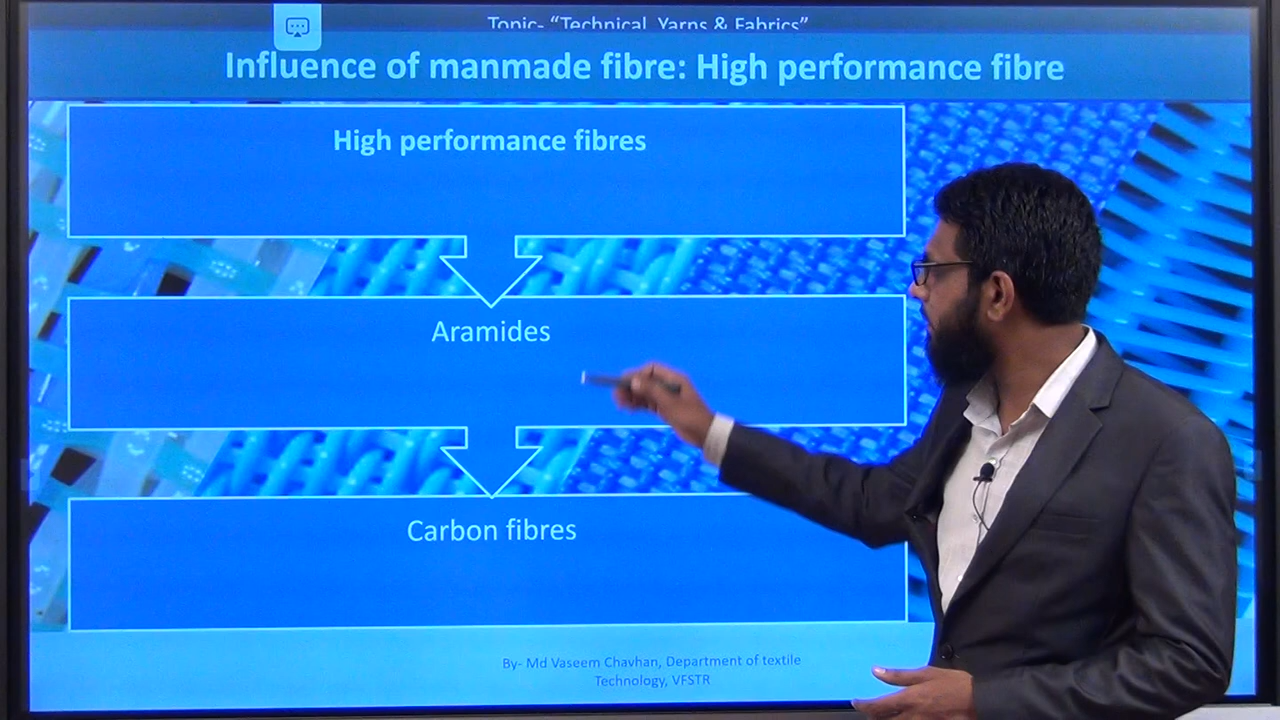 Topic- “Technical Yarns & Fabrics”
Influence of manmade fibre: High performance fibre
High performance fibres
Aramides
Carbon fibres
By- Md Vaseem Chavhan, Department of textile
Technology, VFSTR